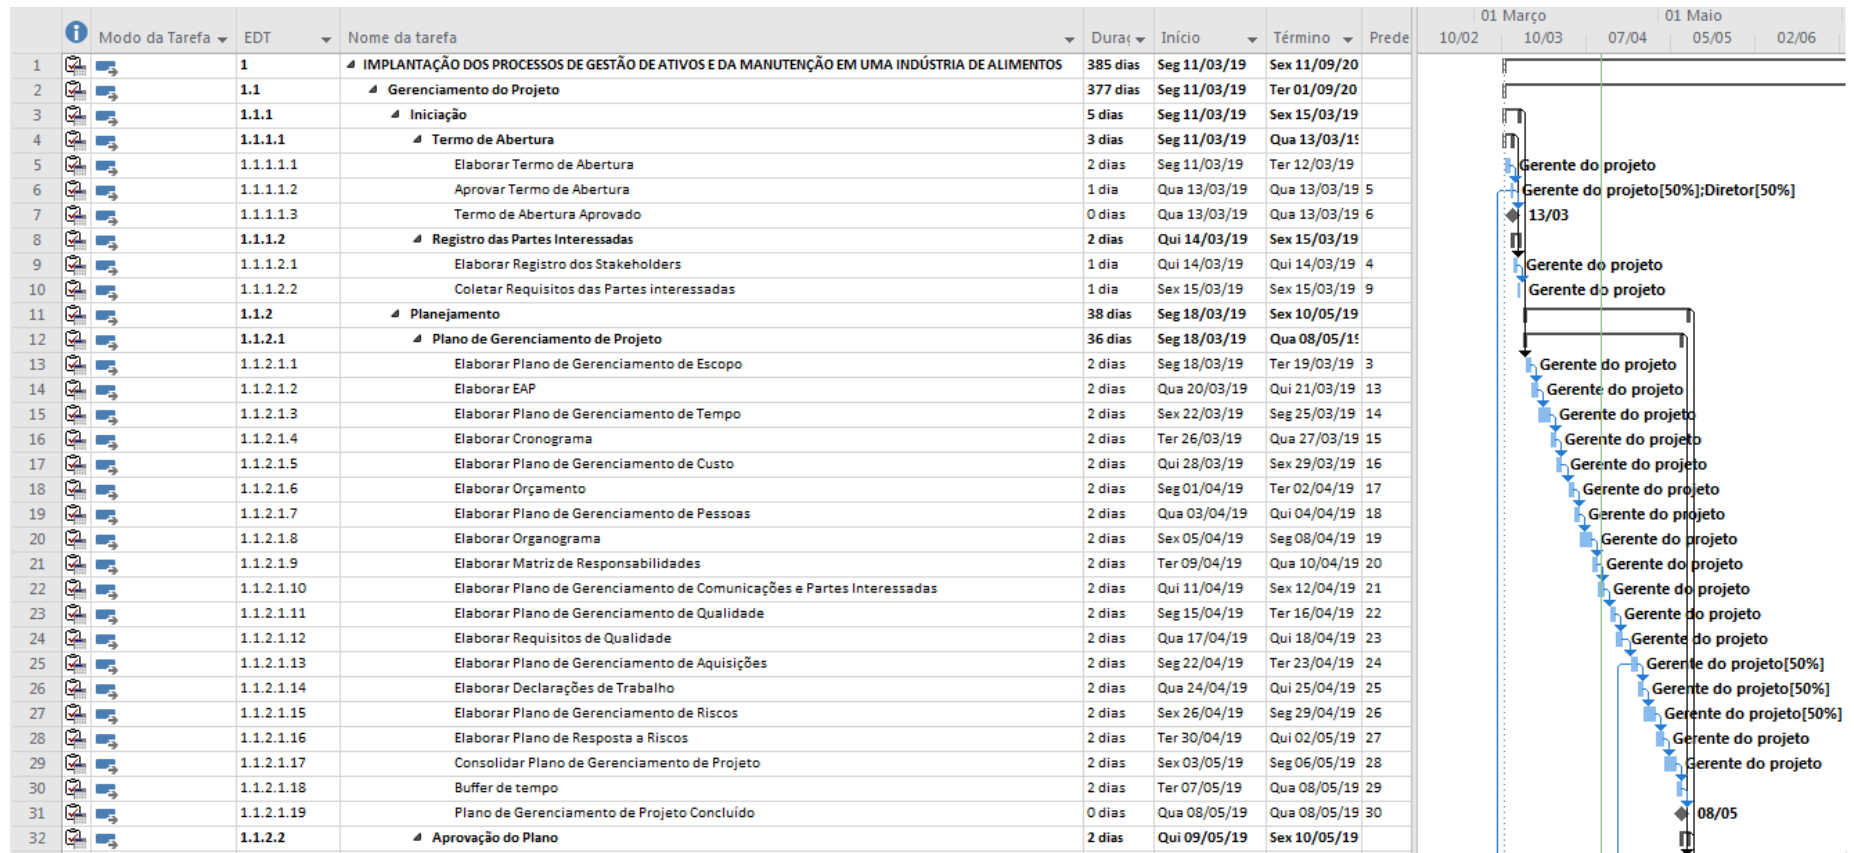 01 Março 01 Maio
Modo da Tarefa EDT Nome da tarefa Duraç Início Término Prede 10/02 10/03 07/04 05/05 02/06
1 1 IMPLANTAÇÃO DOS PROCESSOS DE GESTÃO DE ATIVOS E DA MANUTENÇÃO EM UMA INDÚSTRIA DE ALIMENTOS 385 dias Seg 11/03/19 Sex 11/09/20
2 1.1 Gerenciamento do Projeto 377 dias Seg 11/03/19 Ter 01/09/20
3 1.1.1 Iniciação 5 dias Seg 11/03/19 Sex 15/03/19
4 1.1.1.1 Termo de Abertura 3 dias Seg 11/03/19 Qua 13/03/19
5 1.1.1.1.1 Elaborar Termo de Abertura 2 dias Seg 11/03/19 Ter 12/03/19 Gerente do projeto
6 1.1.1.1.2 Aprovar Termo de Abertura 1 dia Qua 13/03/19 Qua 13/03/19 5 Gerente do projeto[50%];Diretor[50%]
7 1.1.1.1.3 Termo de Abertura Aprovado 0 dias Qua 13/03/19 Qua 13/03/19 6 13/03
8 1.1.1.2 Registro das Partes Interessadas 2 dias Qui 14/03/19 Sex 15/03/19
9 1.1.1.2.1 Elaborar Registro dos Stakeholders 1 dia Qui 14/03/19 Qui 14/03/19 4 Gerente do projeto
10 1.1.1.2.2 Coletar Requisitos das Partes interessadas 1 dia Sex 15/03/19 Sex 15/03/19 9 Gerente do projeto
11 1.1.2 Planejamento 38 dias Seg 18/03/19 Sex 10/05/19
12 1.1.2.1 Plano de Gerenciamento de Projeto 36 dias Seg 18/03/19 Qua 08/05/19
13 1.1.2.1.1 Elaborar Plano de Gerenciamento de Escopo 2 dias Seg 18/03/19 Ter 19/03/19 3 Gerente do projeto
14 1.1.2.1.2 Elaborar EAP 2 dias Qua 20/03/19 Qui 21/03/19 13 Gerente do projeto
15 1.1.2.1.3 Elaborar Plano de Gerenciamento de Tempo 2 dias Sex 22/03/19 Seg 25/03/19 14 Gerente do projeto
16 1.1.2.1.4 Elaborar Cronograma 2 dias Ter 26/03/19 Qua 27/03/19 15 Gerente do projeto
17 1.1.2.1.5 Elaborar Plano de Gerenciamento de Custo 2 dias Qui 28/03/19 Sex 29/03/19 16 Gerente do projeto
18 1.1.2.1.6 Elaborar Orçamento 2 dias Seg 01/04/19 Ter 02/04/19 17 Gerente do projeto
19 1.1.2.1.7 Elaborar Plano de Gerenciamento de Pessoas 2 dias Qua 03/04/19 Qui 04/04/19 18 Gerente do projeto
20 1.1.2.1.8 Elaborar Organograma 2 dias Sex 05/04/19 Seg 08/04/19 19 Gerente do projeto
21 1.1.2.1.9 Elaborar Matriz de Responsabilidades 2 dias Ter 09/04/19 Qua 10/04/19 20 Gerente do projeto
22 1.1.2.1.10 Elaborar Plano de Gerenciamento de Comunicações e Partes Interessadas 2 dias Qui 11/04/19 Sex 12/04/19 21 Gerente do projeto
23 1.1.2.1.11 Elaborar Plano de Gerenciamento de Qualidade 2 dias Seg 15/04/19 Ter 16/04/19 22 Gerente do projeto
24 1.1.2.1.12 Elaborar Requisitos de Qualidade 2 dias Qua 17/04/19 Qui 18/04/19 23 Gerente do projeto
25 1.1.2.1.13 Elaborar Plano de Gerenciamento de Aquisições 2 dias Seg 22/04/19 Ter 23/04/19 24 Gerente do projeto[50%]
26 1.1.2.1.14 Elaborar Declarações de Trabalho 2 dias Qua 24/04/19 Qui 25/04/19 25 Gerente do projeto[50%]
27 1.1.2.1.15 Elaborar Plano de Gerenciamento de Riscos 2 dias Sex 26/04/19 Seg 29/04/19 26 Gerente do projeto[50%]
28 1.1.2.1.16 Elaborar Plano de Resposta a Riscos 2 dias Ter 30/04/19 Qui 02/05/19 27 Gerente do projeto
29 1.1.2.1.17 Consolidar Plano de Gerenciamento de Projeto 2 dias Sex 03/05/19 Seg 06/05/19 28 Gerente do projeto
30 1.1.2.1.18 Buffer de tempo 2 dias Ter 07/05/19 Qua 08/05/19 29
31 1.1.2.1.19 Plano de Gerenciamento de Projeto Concluído 0 dias Qua 08/05/19 Qua 08/05/19 30 08/05
32 1.1.2.2 Aprovação do Plano 2 dias Qui 09/05/19 Sex 10/05/19